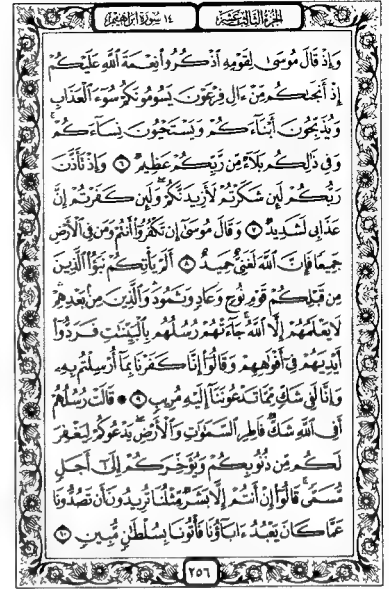 الجزء الثالث عشر
١٤ سورة ابراهيم
وَإِذْ قَالَ مُوسَىٰ لِقَوْمِهِ ٱذْكُرُوا۟ نِعْمَةَ ٱللَّهِ عَلَيْكُمْ
إِذْ أَنجَىٰكُم مِّنْ ءَالِ فِرْعَوْنَ يَسُومُونَكُمْ سُوٓءَ ٱلْعَذَابِ
وَيُذَبِّحُونَ أَبْنَآءَكُمْ وَيَسْتَحْيُونَ نِسَآءَكُمْ ۚ
وَفِى ذَٰلِكُم بَلَآءٌ مِّن رَّبِّكُمْ عَظِيمٌ ٦ وَإِذْ تَأَذَّنَ
رَبُّكُمْ لَئِن شَكَرْتُمْ لَأَزِيدَنَّكُمْ ۖ وَلَئِن كَفَرْتُمْ إِنَّ
عَذَابِى لَشَدِيدٌ ٧ وَقَالَ مُوسَىٰٓ إِن تَكْفُرُوٓا۟ أَنتُمْ وَمَن فِى ٱلْأَرْضِ
جَمِيعًا فَإِنَّ ٱللَّهَ لَغَنِىٌّ حَمِيدٌ ٨ أَلَمْ يَأْتِكُمْ نَبَؤُا۟ ٱلَّذِينَ
مِن قَبْلِكُمْ قَوْمِ نُوحٍ وَعَادٍ وَثَمُودَ ۛ وَٱلَّذِينَ مِنۢ بَعْدِهِمْ ۛ
لَا يَعْلَمُهُمْ إِلَّا ٱللَّهُ ۚ جَآءَتْهُمْ رُسُلُهُم بِٱلْبَيِّنَٰتِ فَرَدُّوٓا۟
أَيْدِيَهُمْ فِىٓ أَفْوَٰهِهِمْ وَقَالُوٓا۟ إِنَّا كَفَرْنَا بِمَآ أُرْسِلْتُم بِهِۦ
وَإِنَّا لَفِى شَكٍّ مِّمَّا تَدْعُونَنَآ إِلَيْهِ مُرِيبٍ ٩ ۞ قَالَتْ رُسُلُهُمْ
أَفِى ٱللَّهِ شَكٌّ فَاطِرِ ٱلسَّمَٰوَٰتِ وَٱلْأَرْضِ ۖ يَدْعُوكُمْ لِيَغْفِرَ
لَكُم مِّن ذُنُوبِكُمْ وَيُؤَخِّرَكُمْ إِلَىٰٓ أَجَلٍ
مُّسَمًّى ۚ قَالُوٓا۟ إِنْ أَنتُمْ إِلَّا بَشَرٌ مِّثْلُنَا تُرِيدُونَ أَن تَصُدُّونَا
عَمَّا كَانَ يَعْبُدُ ءَابَآؤُنَا فَأْتُونَا بِسُلْطَٰنٍ مُّبِينٍ ١٠
٢٥٦